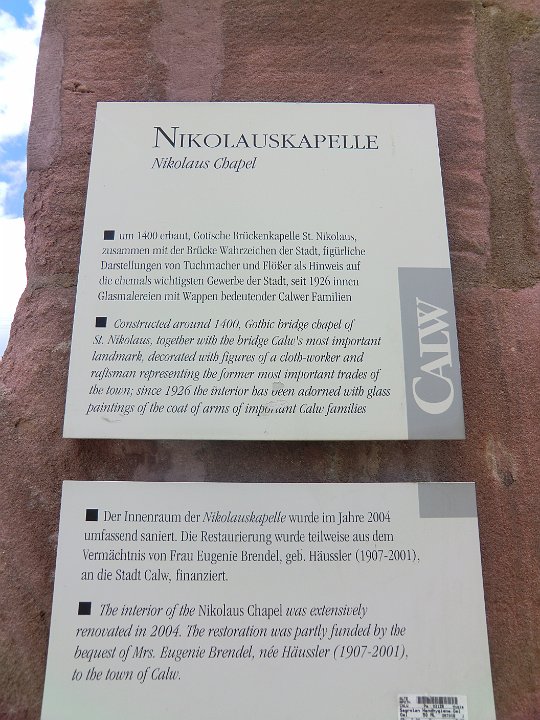 NIKOLAUSKAPELLE
Nikolaus Chapel
■ um 1400 erbaut, Gotische Brückenkapelle St. Nikolaus,
zusammen mit der Brücke Wahrzeichen der Stadt, figürliche
Darstellungen von Tuchmacher und Flößer als Hinweis auf
die ehemals wichtigsten Gewerbe der Stadt, seit 1926 innen
Glasmalereien mit Wappen bedeutender Calwer Familien
■ Constructed around 1400, Gothic bridge chapel of
St. Nikolaus, together with the bridge Calw's most important
landmark, decorated with figures of a cloth-worker and
raftsman representing the former most important trades of
the town; since 1926 the interior has been adorned with glass
paintings of the coat of arms of important Calw families
CALW
■ Der Innenraum der Nikolauskapelle wurde im Jahre 2004
umfassend saniert. Die Restaurierung wurde teilweise aus dem
Vermächtnis von Frau Eugenie Brendel, geb. Häussler (1907-2001),
an die Stadt Calw, finanziert.
■ The interior of the Nikolaus Chapel was extensively
renovated in 2004. The restoration was partly funded by the
bequest of Mrs. Eugenie Brendel, née Häussler (1907-2001),
to the town of Calw.